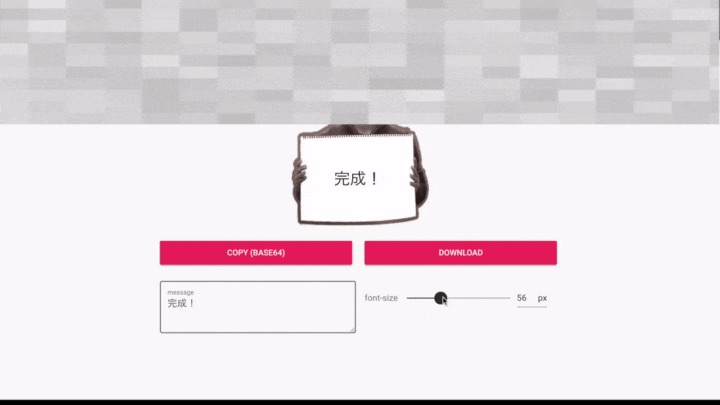 完成！
COPY (BASE64)
DOWNLOAD
message
完成！
font-size
56 px